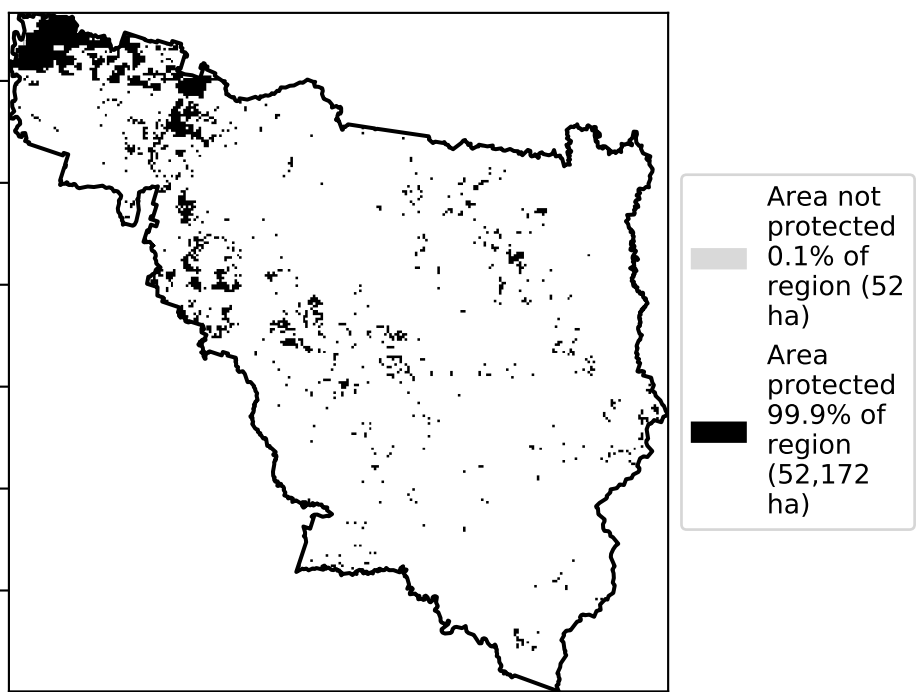 Area not
protected
0.1% of
region (52
ha)
Area
protected
99.9% of
region
(52,172
ha)